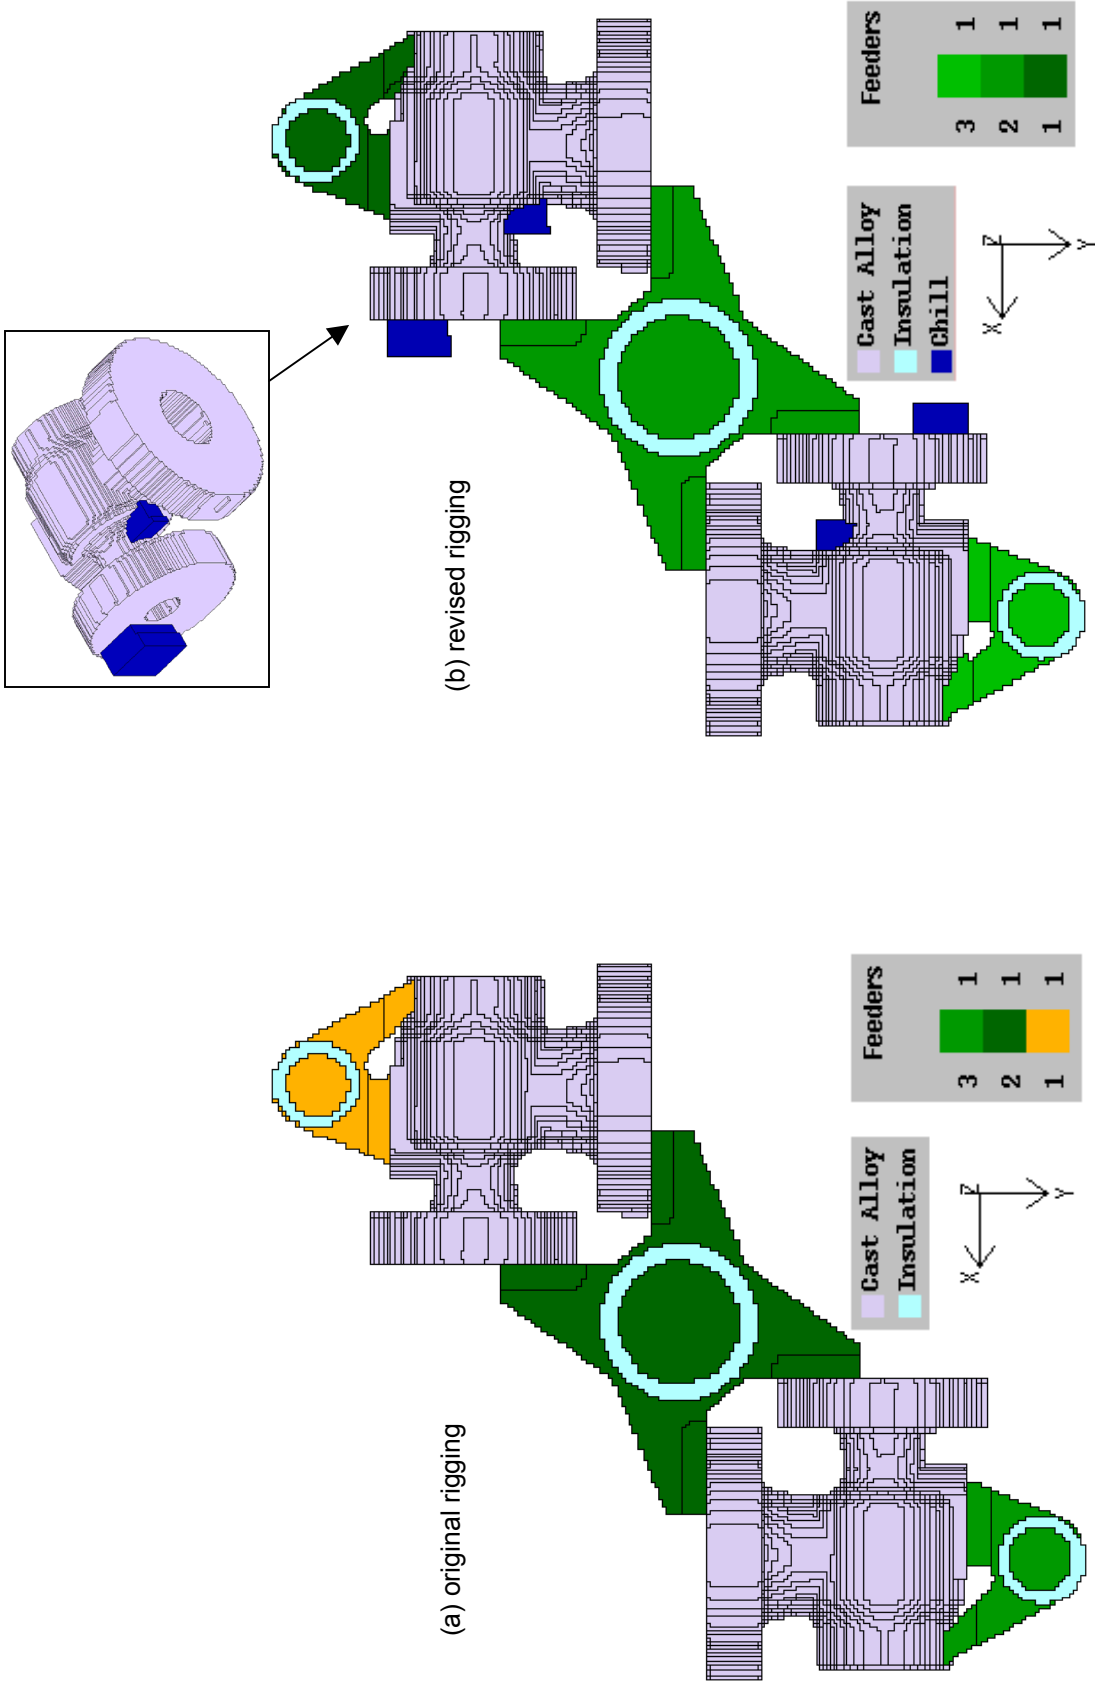 (a) original rigging
Cast Alloy
Insulation
X
Z
Y
Feeders
3 1
2 1
1 1
(b) revised rigging
Cast Alloy
Insulation
Chill
X
Z
Y
Feeders
3 1
2 1
1 1